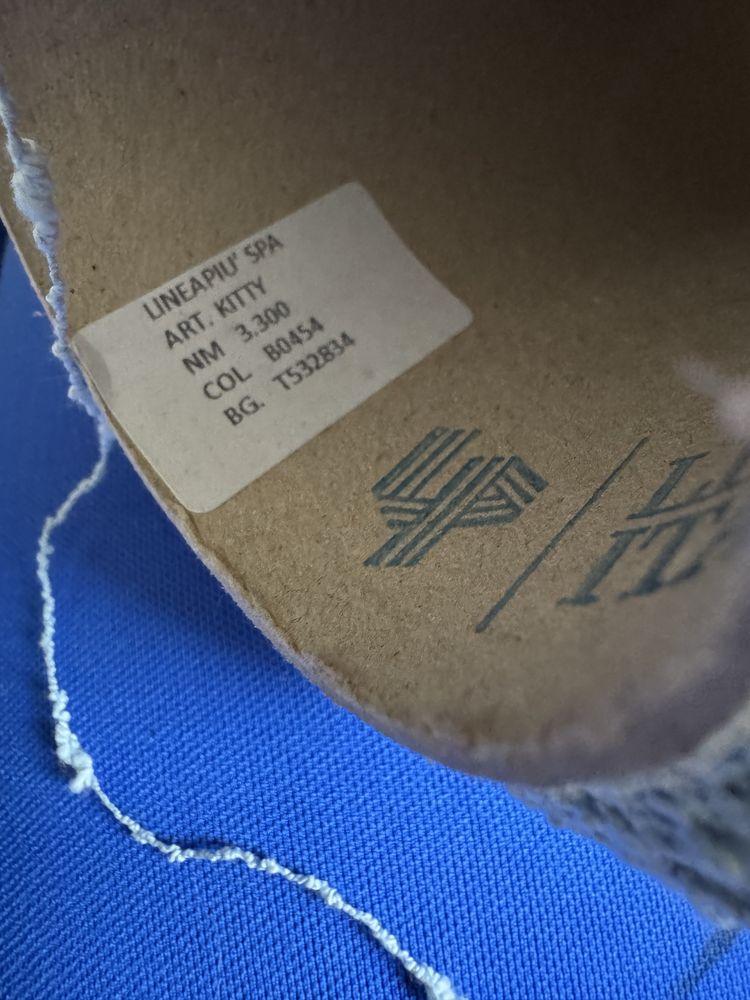 LINEAPIU' SPA
ART. KITTY
NM 3.300
COL B0454
BG. T532834